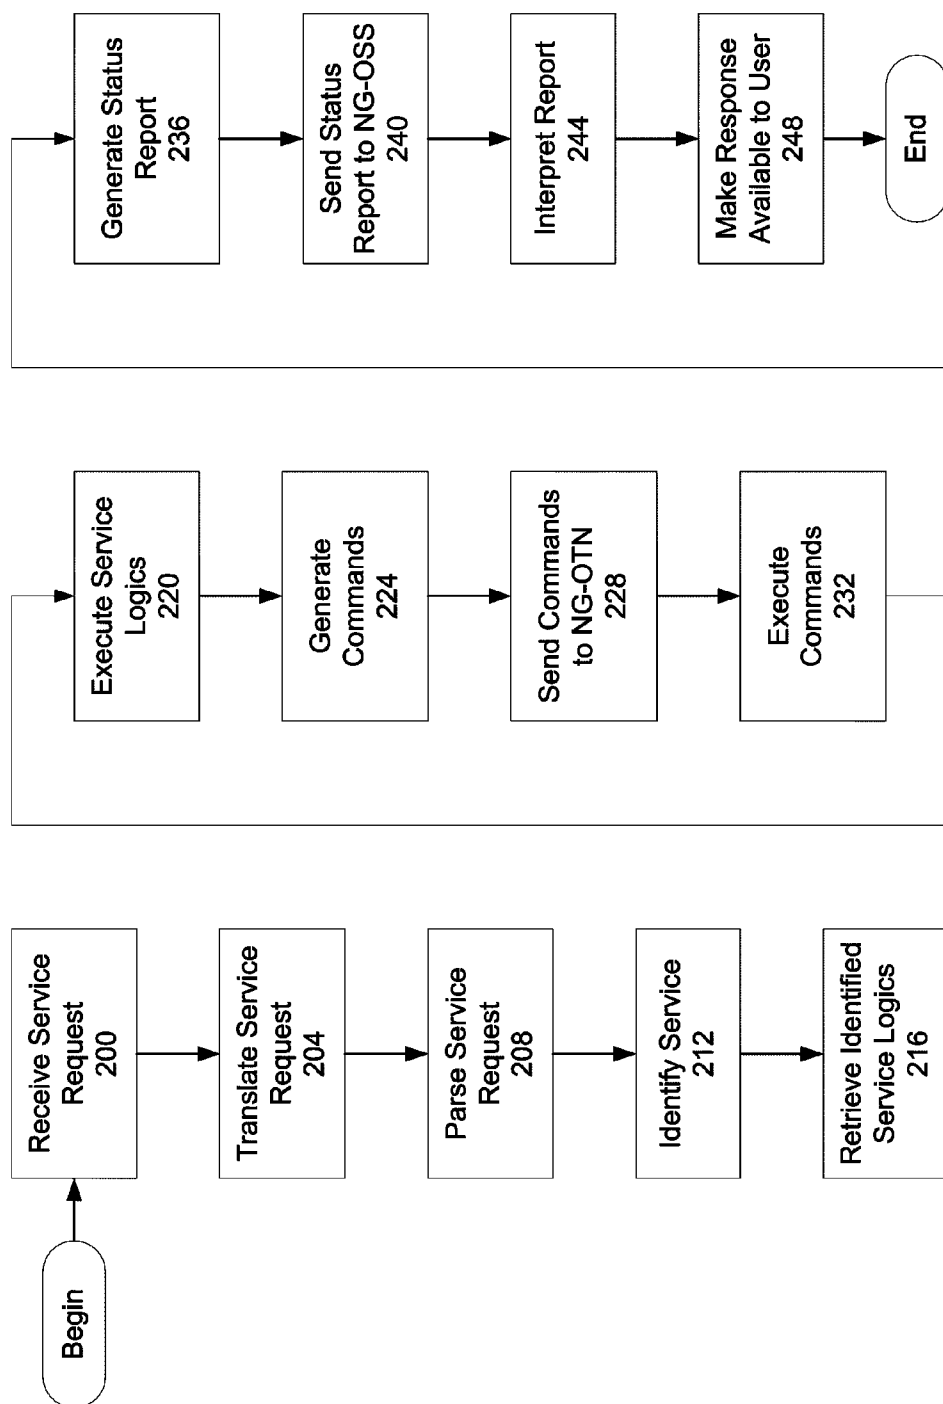 Begin
Receive Service
Request
200
Translate Service
Request
204
Parse Service
Request
208
Identify Service
212
Retrieve Identified
Service Logics
216
Execute Service
Logics
220
Generate
Commands
224
Send Commands
to NG-OTN
228
Execute
Commands
232
Generate Status
Report
236
Send Status
Report to NG-OSS
240
Interpret Report
244
Make Response
Available to User
248
End